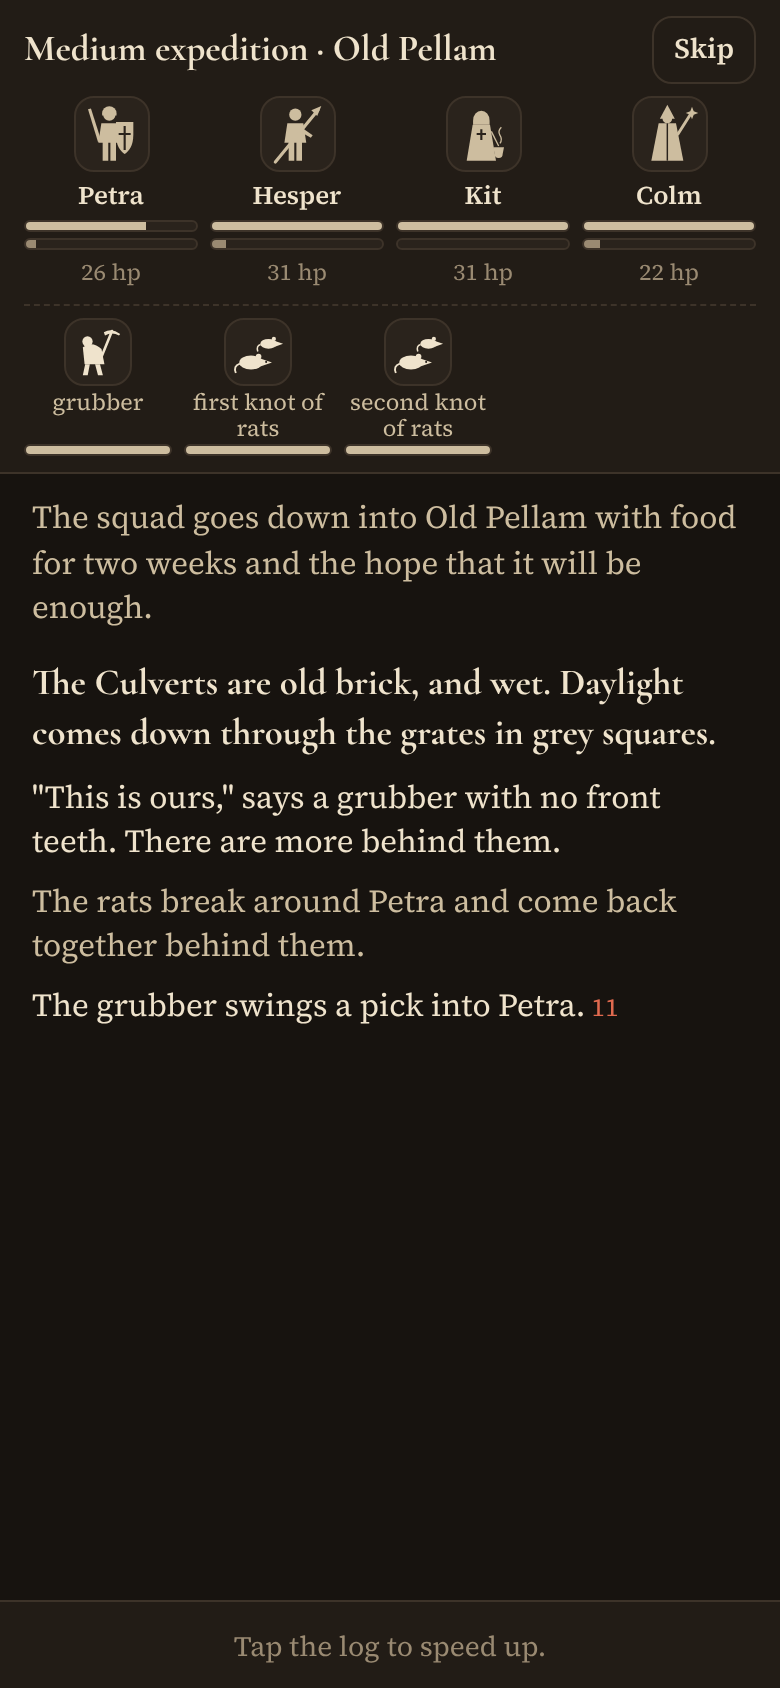 Medium expedition · Old Pellam
Skip
Petra
Hesper
Kit
Colm
26 hp
31 hp
31 hp
22 hp
grubber
first knot of
rats
second knot
of rats
The squad goes down into Old Pellam with food
for two weeks and the hope that it will be
enough.
The Culverts are old brick, and wet. Daylight
comes down through the grates in grey squares.
"This is ours," says a grubber with no front
teeth. There are more behind them.
The rats break around Petra and come back
together behind them.
The grubber swings a pick into Petra. 11
Tap the log to speed up.